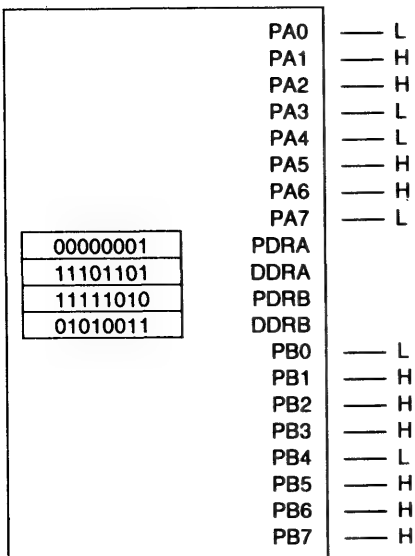 PA0 L
PA1 H
PA2 H
PA3 L
PA4 L
PA5 H
PA6 H
PA7 L
00000001 PDRA
11101101 DDRA
11111010 PDRB
01010011 DDRB
PB0 L
PB1 H
PB2 H
PB3 H
PB4 L
PB5 H
PB6 H
PB7 H